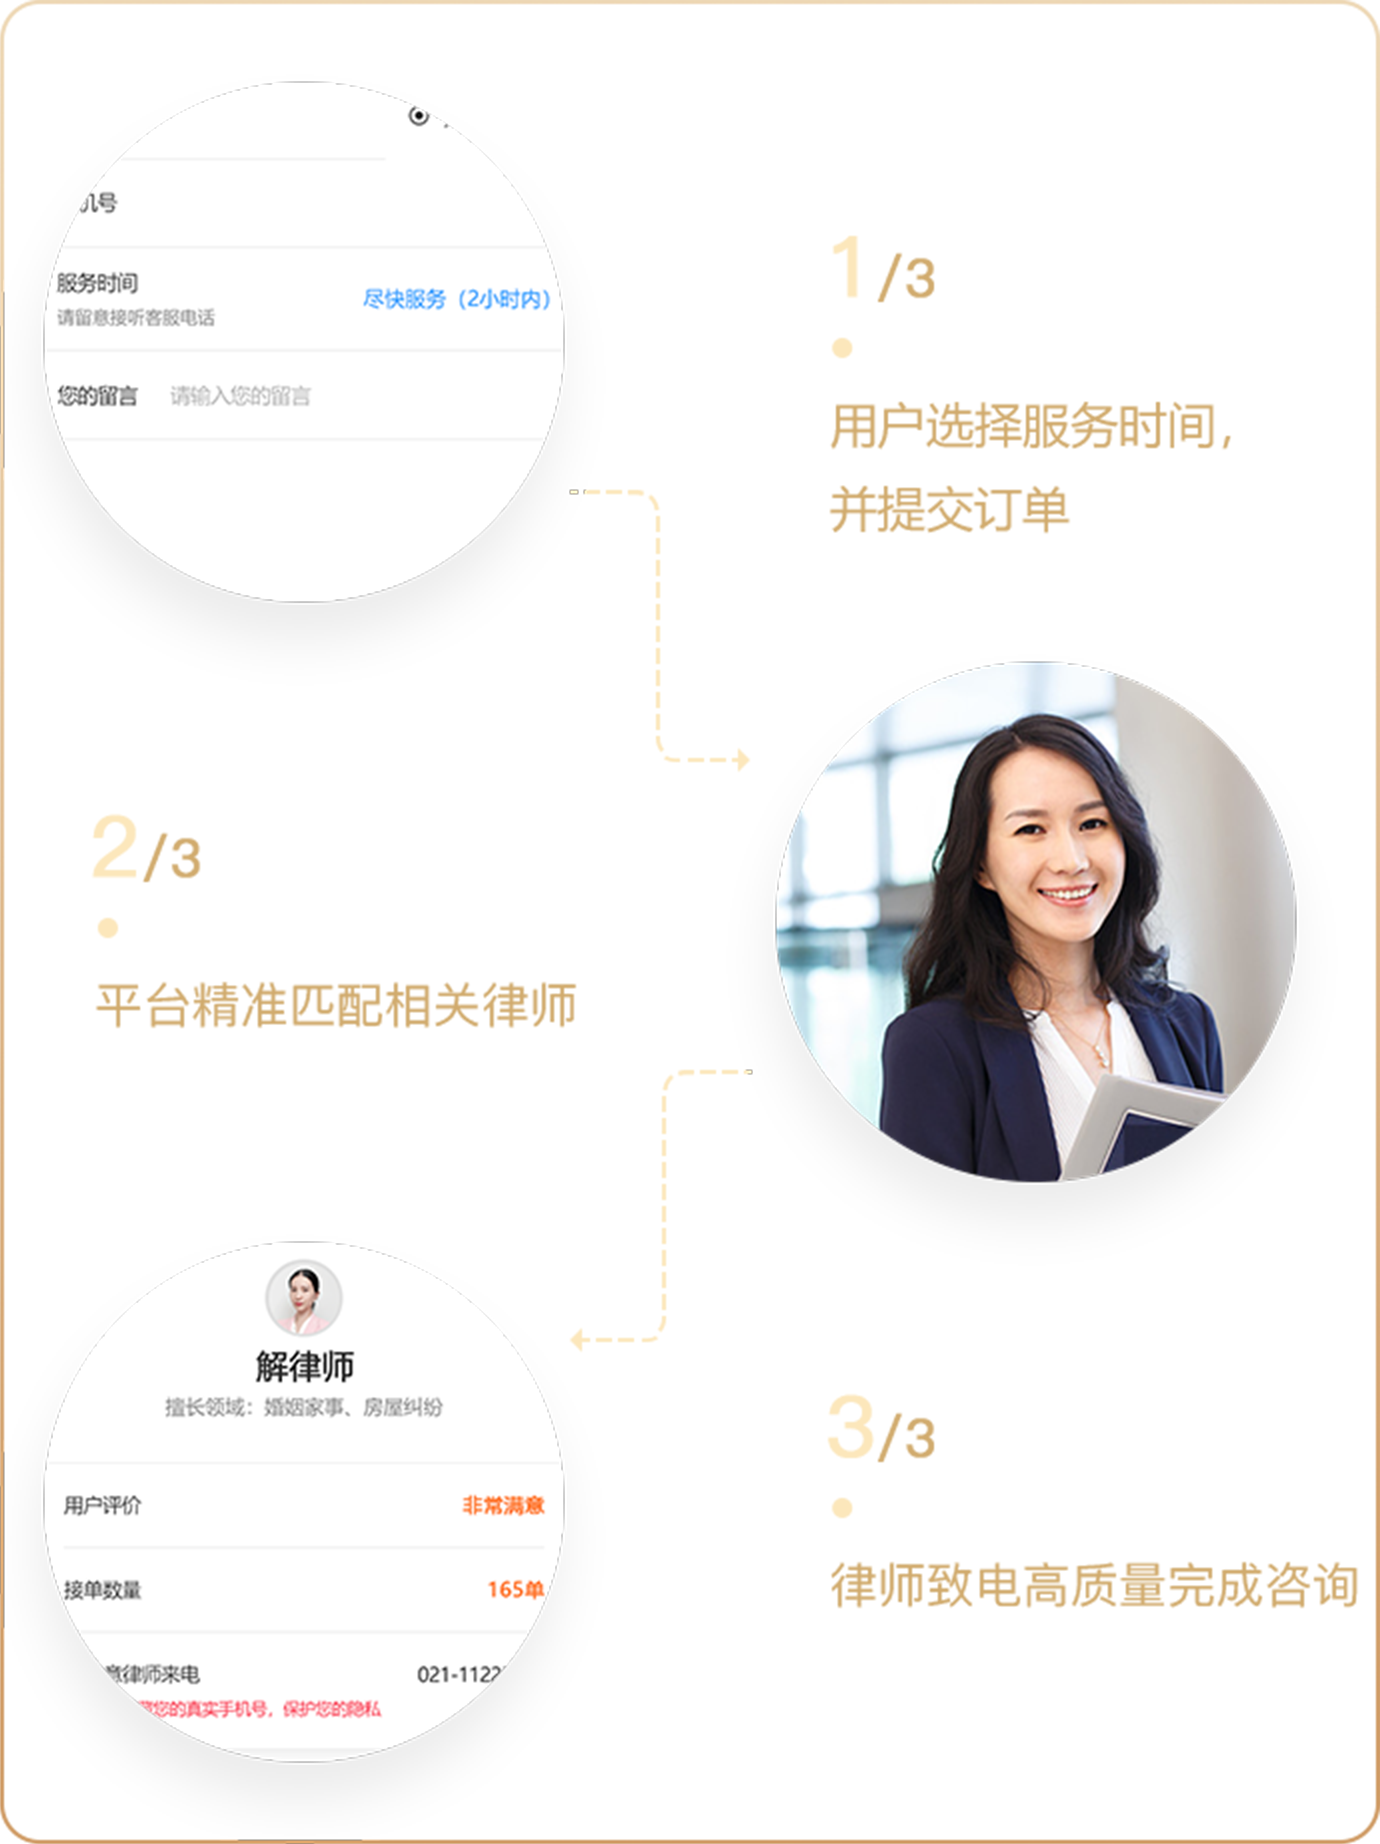 机号
服务时间
尽快服务（2小时内）
请留意接听客服电话
您的留言 请输入您的留言
1/3
用户选择服务时间,
并提交订单
2/3
平台精准匹配相关律师
解律师
擅长领域：婚姻家事、房屋纠纷
用户评价 非常满意
接单数量 165单
意律师来电 021-1122
您的真实手机号，保护您的隐私
3/3
律师致电高质量完成咨询